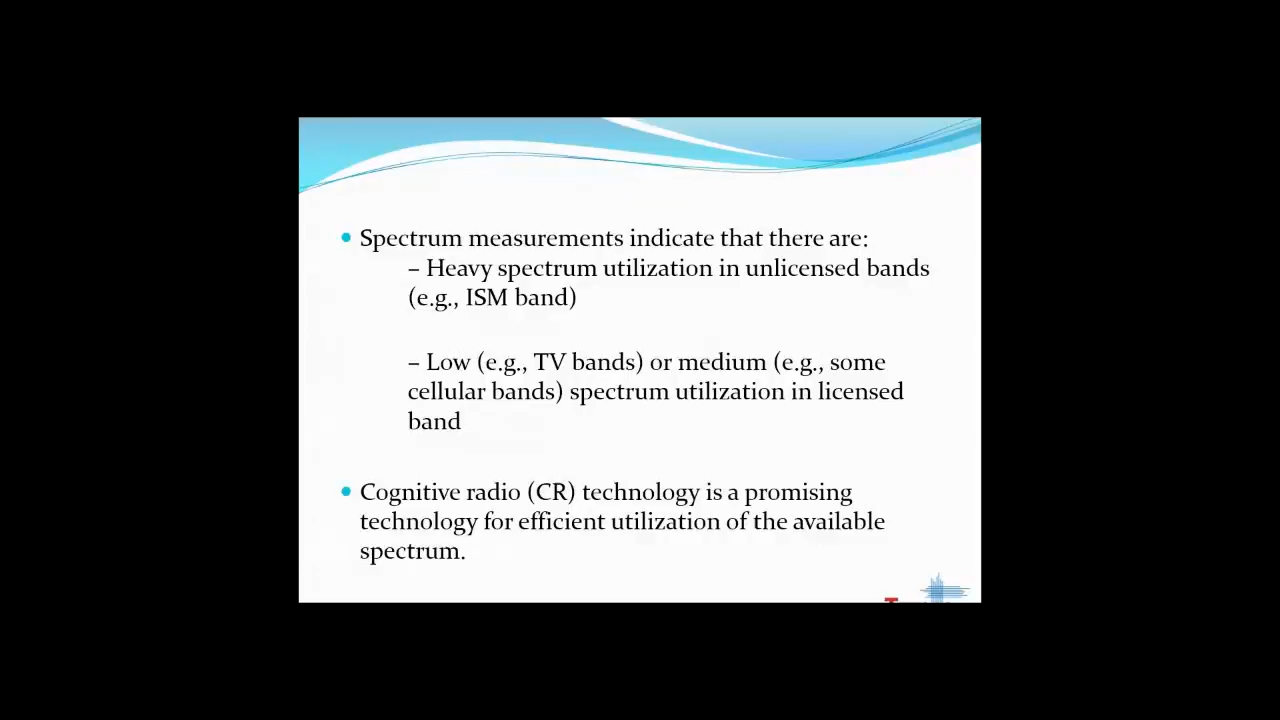 Spectrum measurements indicate that there are:
– Heavy spectrum utilization in unlicensed bands
(e.g., ISM band)
– Low (e.g., TV bands) or medium (e.g., some
cellular bands) spectrum utilization in licensed
band
Cognitive radio (CR) technology is a promising
technology for efficient utilization of the available
spectrum.